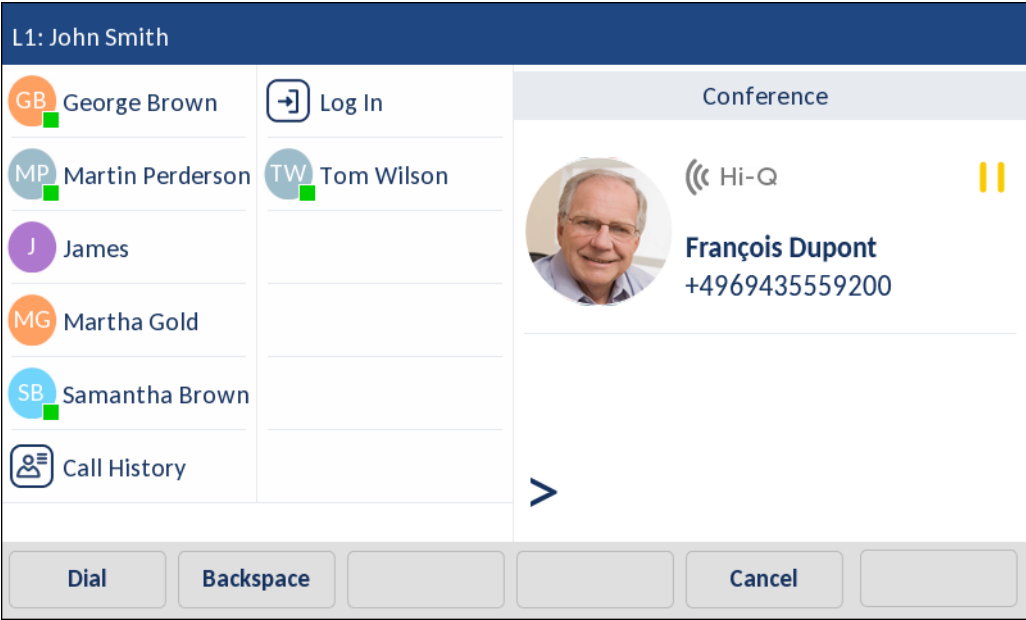 L1: John Smith
GB George Brown
MP Martin Perderson
J James
MG Martha Gold
SB Samantha Brown
Call History
Log In
TW Tom Wilson
Conference
Hi-Q
François Dupont
+4969435559200
>
Dial
Backspace
Cancel